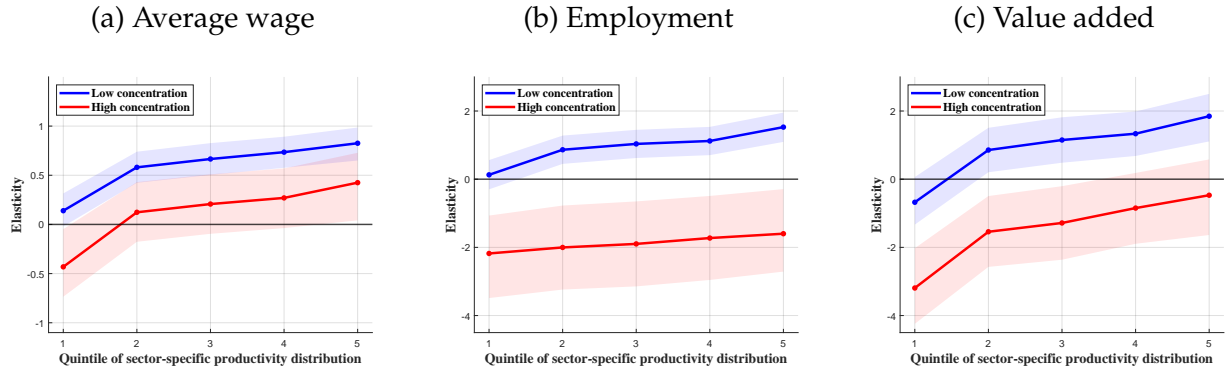 (a) Average wage
Low concentration
High concentration
1
0.5
0
-0.5
-1
Elasticity
1 2 3 4 5
Quintile of sector-specific productivity distribution
(b) Employment
Low concentration
High concentration
2
0
-2
-4
Elasticity
1 2 3 4 5
Quintile of sector-specific productivity distribution
(c) Value added
Low concentration
High concentration
2
0
-2
-4
Elasticity
1 2 3 4 5
Quintile of sector-specific productivity distribution